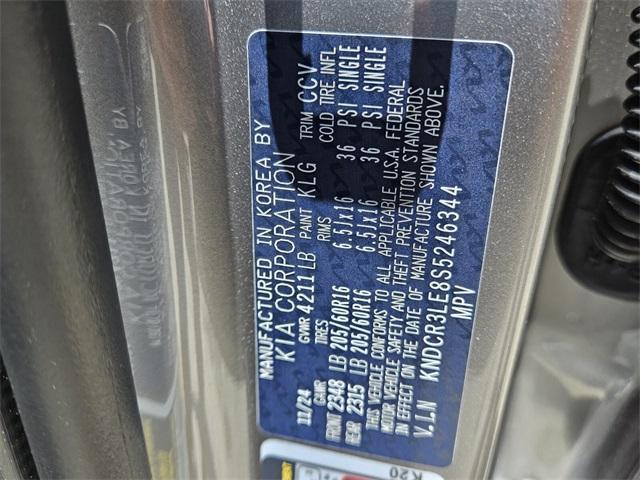 MANUFACTURED IN KOREA BY
KIA CORPORATION
11/24 GVWR 4211LB PAINT KLG TRIM CCV
GAWR TIRES RIMS COLD TIRE INFL
FRONT 2348 LB 205/60R16 6.5Jx16 36 PSI SINGLE
REAR 2315 LB 205/60R16 6.5Jx16 36 PSI SINGLE
THIS VEHICLE CONFORMS TO ALL APPLICABLE U.S.A. FEDERAL
MOTOR VEHICLE SAFETY AND THEFT PREVENTION STANDARDS
IN EFFECT ON THE DATE OF MANUFACTURE SHOWN ABOVE.
V.I.N KNDCR3LE8S5246344
MPV
K20